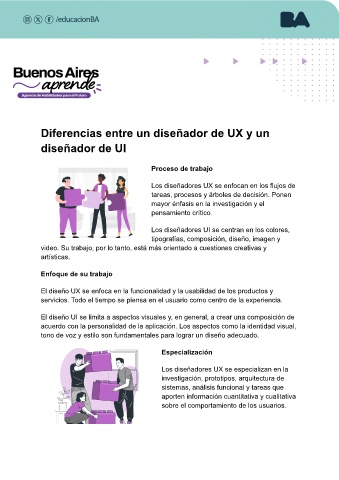 /educacionBA
BA
Buenos Aires
aprende
Agencia de Habilidades para el Futuro
Diferencias entre un diseñador de UX y un
diseñador de UI
Proceso de trabajo
Los diseñadores UX se enfocan en los flujos de
tareas, procesos y árboles de decisión. Ponen
mayor énfasis en la investigación y el
pensamiento crítico.
Los diseñadores UI se centran en los colores,
tipografías, composición, diseño, imagen y
video. Su trabajo, por lo tanto, está más orientado a cuestiones creativas y
artísticas.
Enfoque de su trabajo
El diseño UX se enfoca en la funcionalidad y la usabilidad de los productos y
servicios. Todo el tiempo se piensa en el usuario como centro de la experiencia.
El diseño UI se limita a aspectos visuales y, en general, a crear una composición de
acuerdo con la personalidad de la aplicación. Los aspectos como la identidad visual,
tono de voz y estilo son fundamentales para lograr un diseño adecuado.
Especialización
Los diseñadores UX se especializan en la
investigación, prototipos, arquitectura de
sistemas, análisis funcional y tareas que
aporten información cuantitativa y cualitativa
sobre el comportamiento de los usuarios.